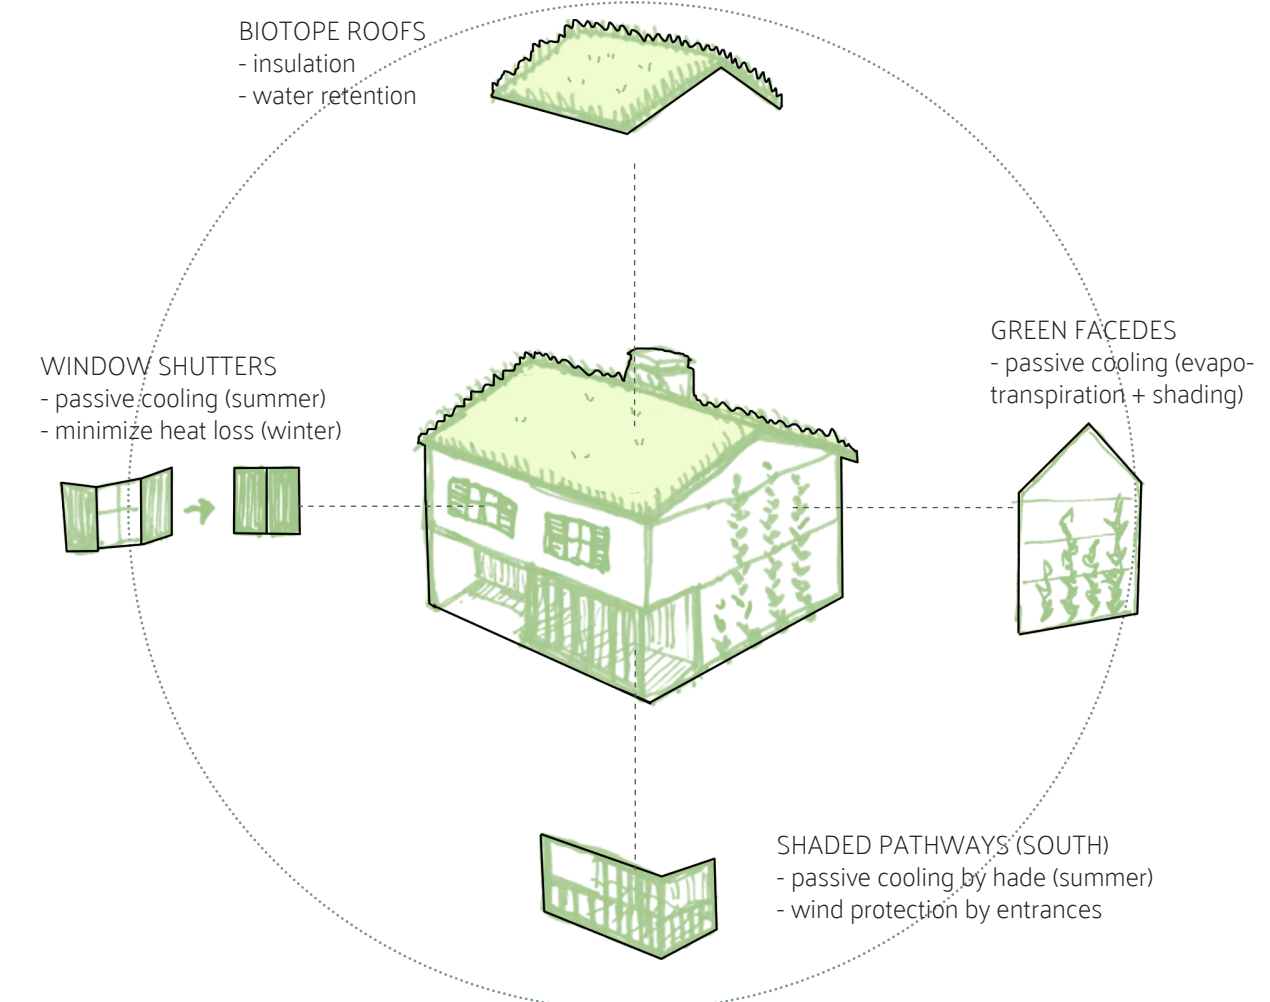 BIOTOPE ROOFS
- insulation
- water retention
GREEN FACEDES
- passive cooling (evapo-
transpiration + shading)
WINDOW SHUTTERS
- passive cooling (summer)
- minimize heat loss (winter)
SHADED PATHWAYS (SOUTH)
- passive cooling by hade (summer)
- wind protection by entrances